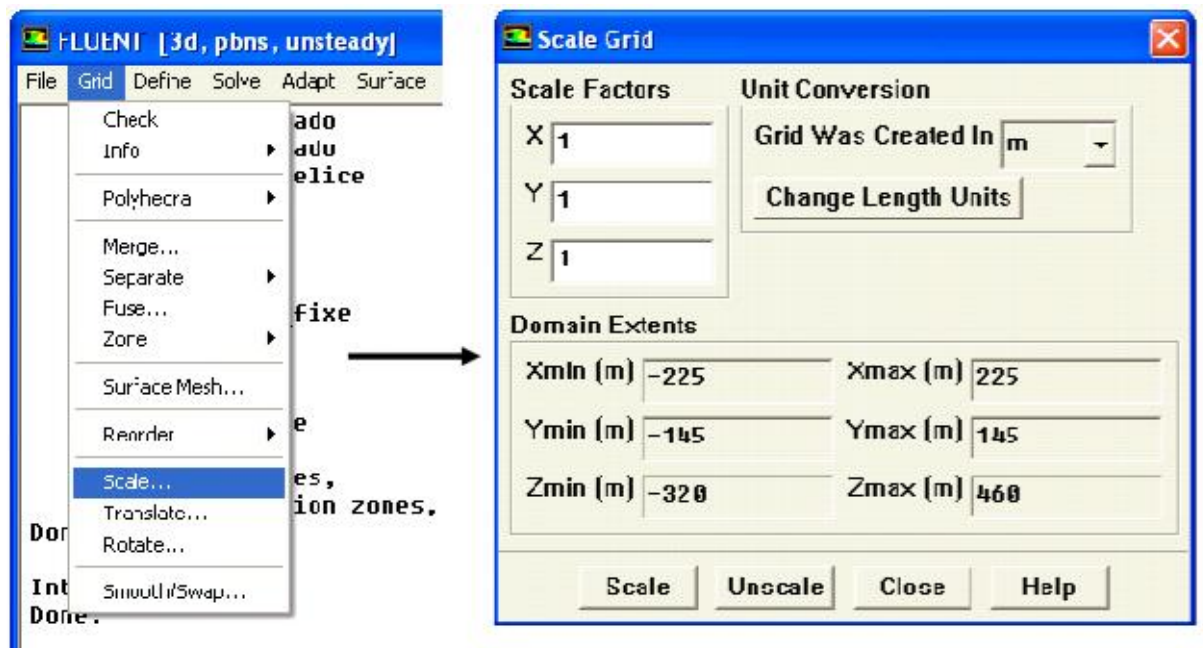 FLUENT [3d, pbns, unsteady]
File Grid Define Solve Adapt Surface
Check
Info
Polyhedra
Merge...
Separate
Fuse...
Zone
Surface Mesh...
Reorder
Scale...
Translate...
Rotate...
Smooth/Swap...
ado
ado
elice
fixe
e
es,
ion zones,
Don
Int
Done.
Scale Grid
Scale Factors
X 1
Y 1
Z 1
Unit Conversion
Grid Was Created In m
Change Length Units
Domain Extents
Xmin (m) -225 Xmax (m) 225
Ymin (m) -145 Ymax (m) 145
Zmin (m) -320 Zmax (m) 460
Scale Unscale Close Help